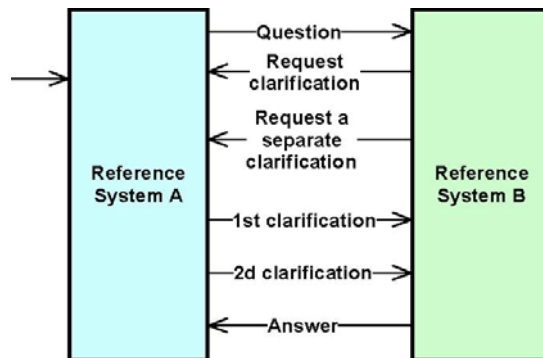 Question
Request
clarification
Request a
separate
clarification
Reference
System A
Reference
System B
1st clarification
2d clarification
Answer